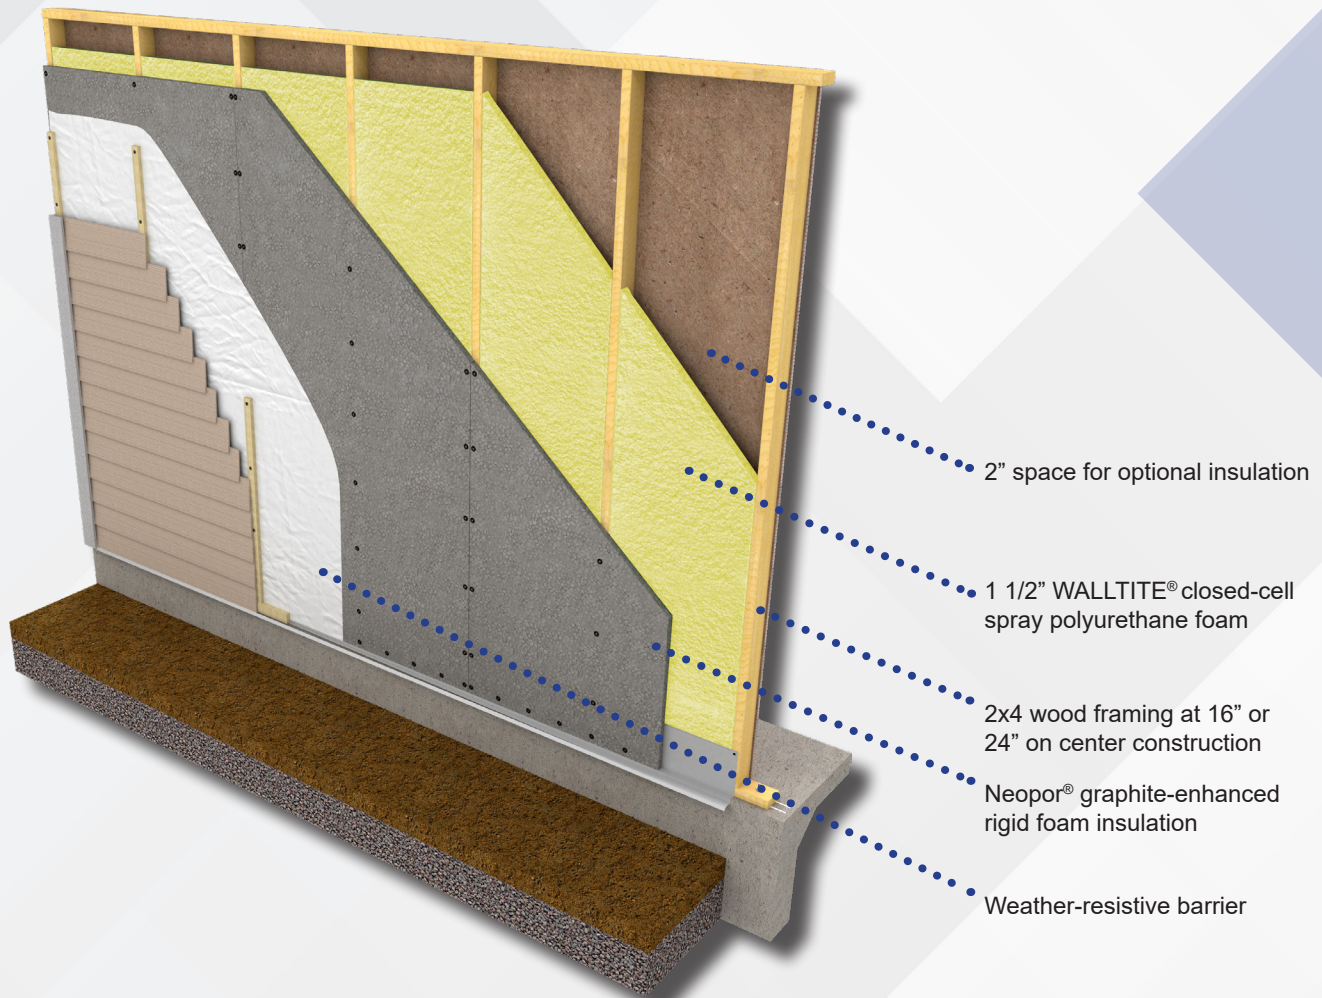 2” space for optional insulation
1 1/2” WALLTITE® closed-cell
spray polyurethane foam
2x4 wood framing at 16” or
24” on center construction
Neopor® graphite-enhanced
rigid foam insulation
Weather-resistive barrier